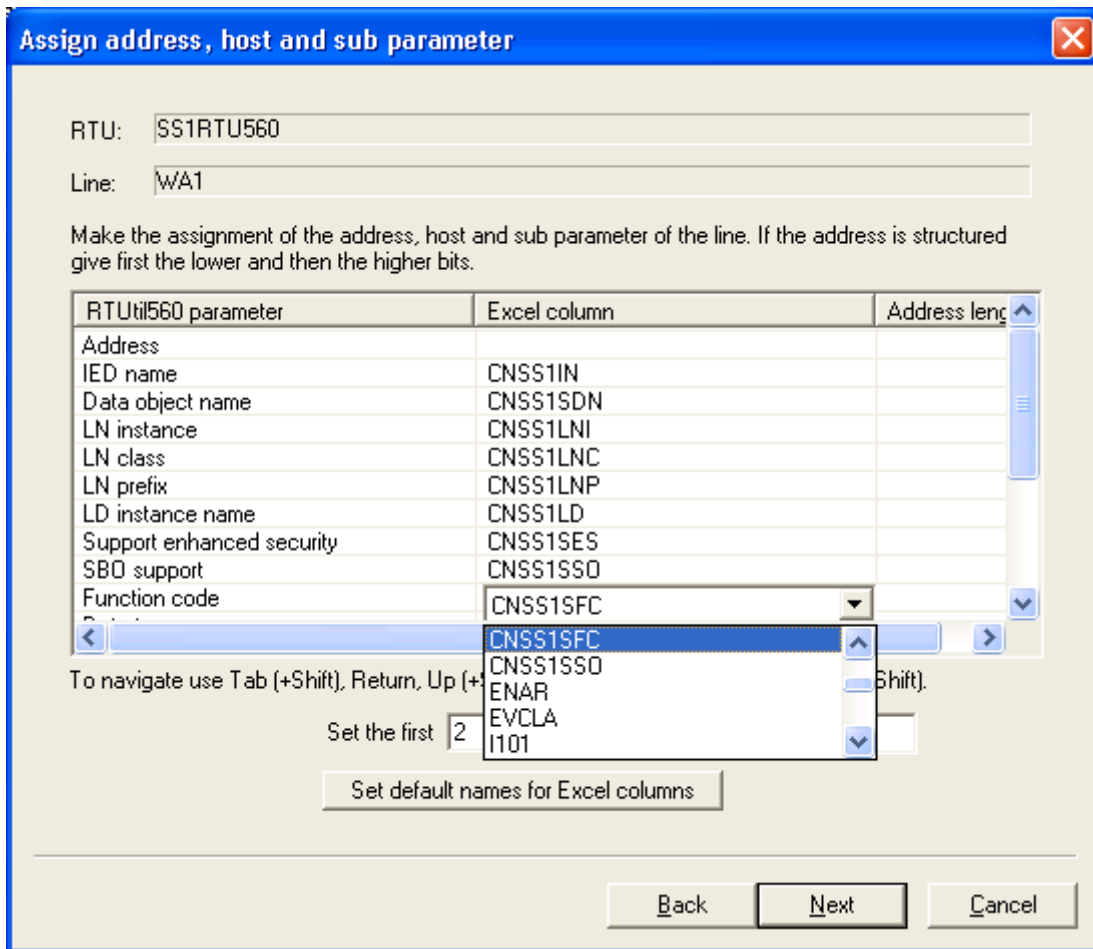 Assign address, host and sub parameter
RTU: SS1RTU560
Line: WA1
Make the assignment of the address, host and sub parameter of the line. If the address is structured
give first the lower and then the higher bits.
RTUtil560 parameter Excel column Address leng
Address
IED name CNSS1IN
Data object name CNSS1SDN
LN instance CNSS1LNI
LN class CNSS1LNC
LN prefix CNSS1LNP
LD instance name CNSS1LD
Support enhanced security CNSS1SES
SBO support CNSS1SSO
Function code CNSS1SFC
CNSS1SFC
CNSS1SSO
To navigate use Tab (+Shift), Return, Up (+ Shift).
ENAR
EVCLA
Set the first 2
I101
Set default names for Excel columns
Back Next Cancel